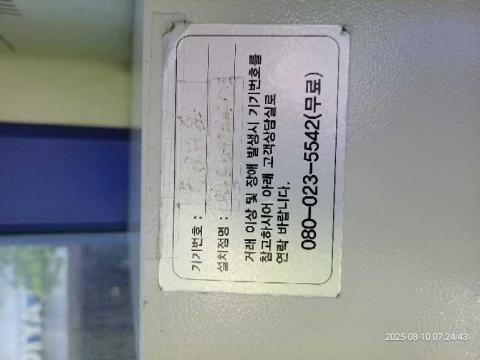 기기번호 :
설치점명 :
거래 이상 및 장애 발생시 기기번호를
참고하시어 아래 고객상담실로
연락 바랍니다.
080-023-5542(무료)
2025-08-10 07:24:43